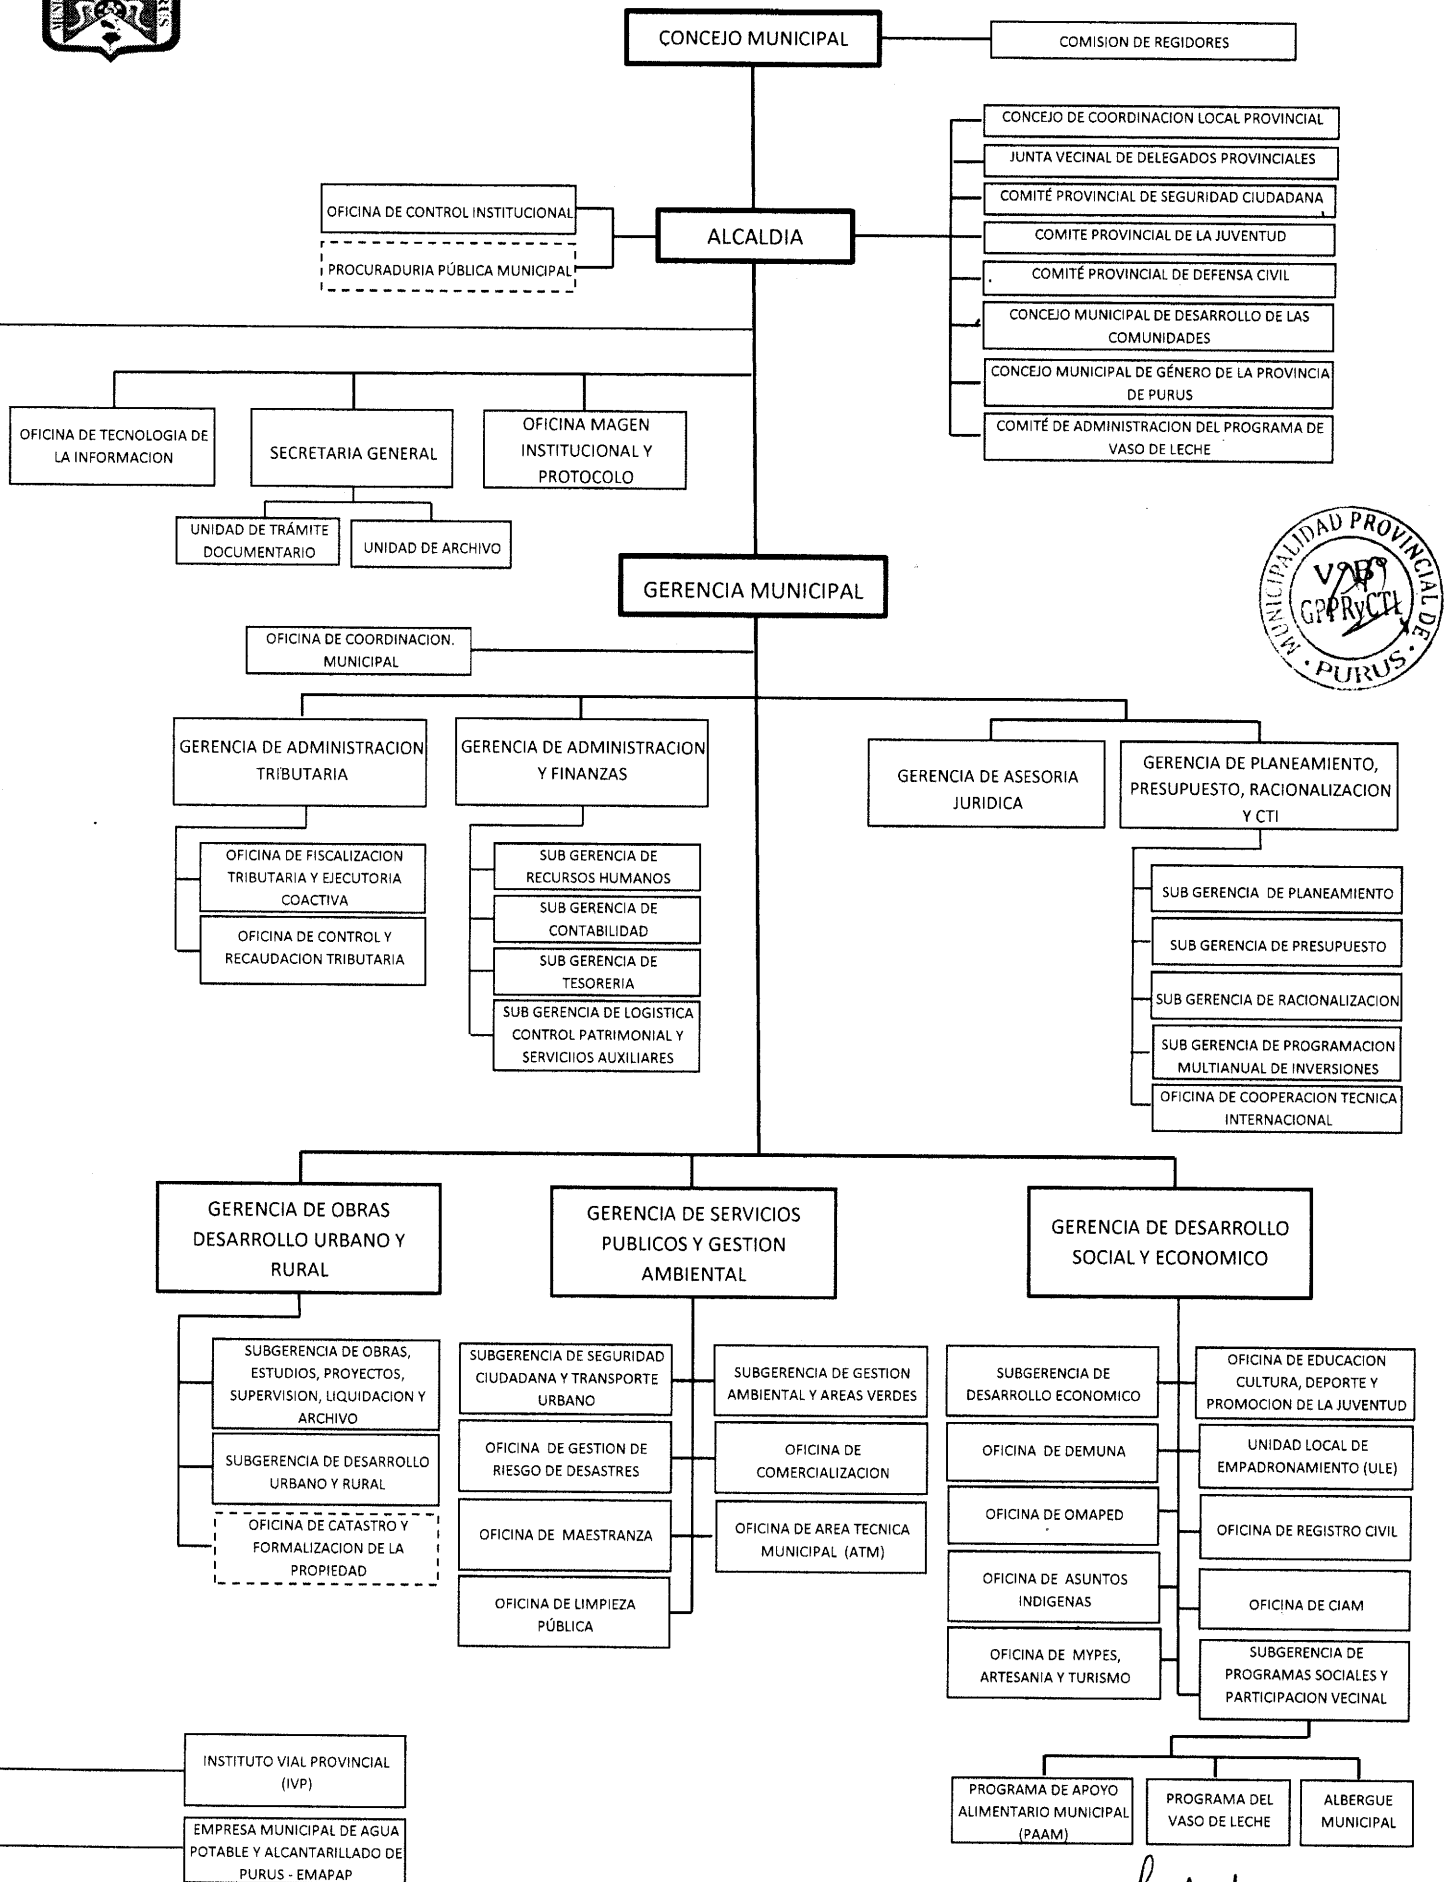 CONCEJO MUNICIPAL
COMISION DE REGIDORES
CONCEJO DE COORDINACION LOCAL PROVINCIAL
JUNTA VECINAL DE DELEGADOS PROVINCIALES
COMITÉ PROVINCIAL DE SEGURIDAD CIUDADANA
COMITE PROVINCIAL DE LA JUVENTUD
COMITÉ PROVINCIAL DE DEFENSA CIVIL
CONCEJO MUNICIPAL DE DESARROLLO DE LAS
COMUNIDADES
CONCEJO MUNICIPAL DE GÉNERO DE LA PROVINCIA
DE PURUS
COMITÉ DE ADMINISTRACION DEL PROGRAMA DE
VASO DE LECHE
OFICINA DE CONTROL INSTITUCIONAL
PROCURADURIA PÚBLICA MUNICIPAL
ALCALDIA
OFICINA DE TECNOLOGIA DE
LA INFORMACION
SECRETARIA GENERAL
OFICINA MAGEN
INSTITUCIONAL Y
PROTOCOLO
UNIDAD DE TRÁMITE
DOCUMENTARIO
UNIDAD DE ARCHIVO
GERENCIA MUNICIPAL
MUNICIPALIDAD PROVINCIAL DE
V°B°
GPPRyCTI
· PURUS ·
OFICINA DE COORDINACION.
MUNICIPAL
GERENCIA DE ADMINISTRACION
TRIBUTARIA
GERENCIA DE ADMINISTRACION
Y FINANZAS
GERENCIA DE ASESORIA
JURIDICA
GERENCIA DE PLANEAMIENTO,
PRESUPUESTO, RACIONALIZACION
Y CTI
OFICINA DE FISCALIZACION
TRIBUTARIA Y EJECUTORIA
COACTIVA
OFICINA DE CONTROL Y
RECAUDACION TRIBUTARIA
SUB GERENCIA DE
RECURSOS HUMANOS
SUB GERENCIA DE
CONTABILIDAD
SUB GERENCIA DE
TESORERIA
SUB GERENCIA DE LOGISTICA
CONTROL PATRIMONIAL Y
SERVICIIOS AUXILIARES
SUB GERENCIA DE PLANEAMIENTO
SUB GERENCIA DE PRESUPUESTO
SUB GERENCIA DE RACIONALIZACION
SUB GERENCIA DE PROGRAMACION
MULTIANUAL DE INVERSIONES
OFICINA DE COOPERACION TECNICA
INTERNACIONAL
GERENCIA DE OBRAS
DESARROLLO URBANO Y
RURAL
GERENCIA DE SERVICIOS
PUBLICOS Y GESTION
AMBIENTAL
GERENCIA DE DESARROLLO
SOCIAL Y ECONOMICO
SUBGERENCIA DE OBRAS,
ESTUDIOS, PROYECTOS,
SUPERVISION, LIQUIDACION Y
ARCHIVO
SUBGERENCIA DE DESARROLLO
URBANO Y RURAL
OFICINA DE CATASTRO Y
FORMALIZACION DE LA
PROPIEDAD
SUBGERENCIA DE SEGURIDAD
CIUDADANA Y TRANSPORTE
URBANO
SUBGERENCIA DE GESTION
AMBIENTAL Y AREAS VERDES
OFICINA DE GESTION DE
RIESGO DE DESASTRES
OFICINA DE
COMERCIALIZACION
OFICINA DE MAESTRANZA
OFICINA DE AREA TECNICA
MUNICIPAL (ATM)
OFICINA DE LIMPIEZA
PÚBLICA
SUBGERENCIA DE
DESARROLLO ECONOMICO
OFICINA DE EDUCACION
CULTURA, DEPORTE Y
PROMOCION DE LA JUVENTUD
OFICINA DE DEMUNA
UNIDAD LOCAL DE
EMPADRONAMIENTO (ULE)
OFICINA DE OMAPED
OFICINA DE REGISTRO CIVIL
OFICINA DE ASUNTOS
INDIGENAS
OFICINA DE CIAM
OFICINA DE MYPES,
ARTESANIA Y TURISMO
SUBGERENCIA DE
PROGRAMAS SOCIALES Y
PARTICIPACION VECINAL
PROGRAMA DE APOYO
ALIMENTARIO MUNICIPAL
(PAAM)
PROGRAMA DEL
VASO DE LECHE
ALBERGUE
MUNICIPAL
INSTITUTO VIAL PROVINCIAL
(IVP)
EMPRESA MUNICIPAL DE AGUA
POTABLE Y ALCANTARILLADO DE
PURUS - EMAPAP